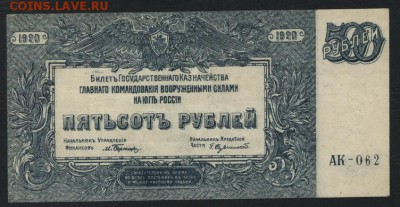 COINS.LAVE.RU
1920 1920
500
РУБЛЕЙ
БИЛЕТЪ ГОСУДАРСТВЕННАГО КАЗНАЧЕЙСТВА
ГЛАВНАГО КОМАНДОВАНІЯ ВООРУЖЕННЫМИ СИЛАМИ
НА ЮГѢ РОССІИ
ПЯТЬСОТЪ РУБЛЕЙ
НАЧАЛЬНИКЪ УПРАВЛЕНІЯ
ФИНАНСОВЪ
НАЧАЛЬНИКЪ КРЕДИТНОЙ
ЧАСТИ
АК - 062